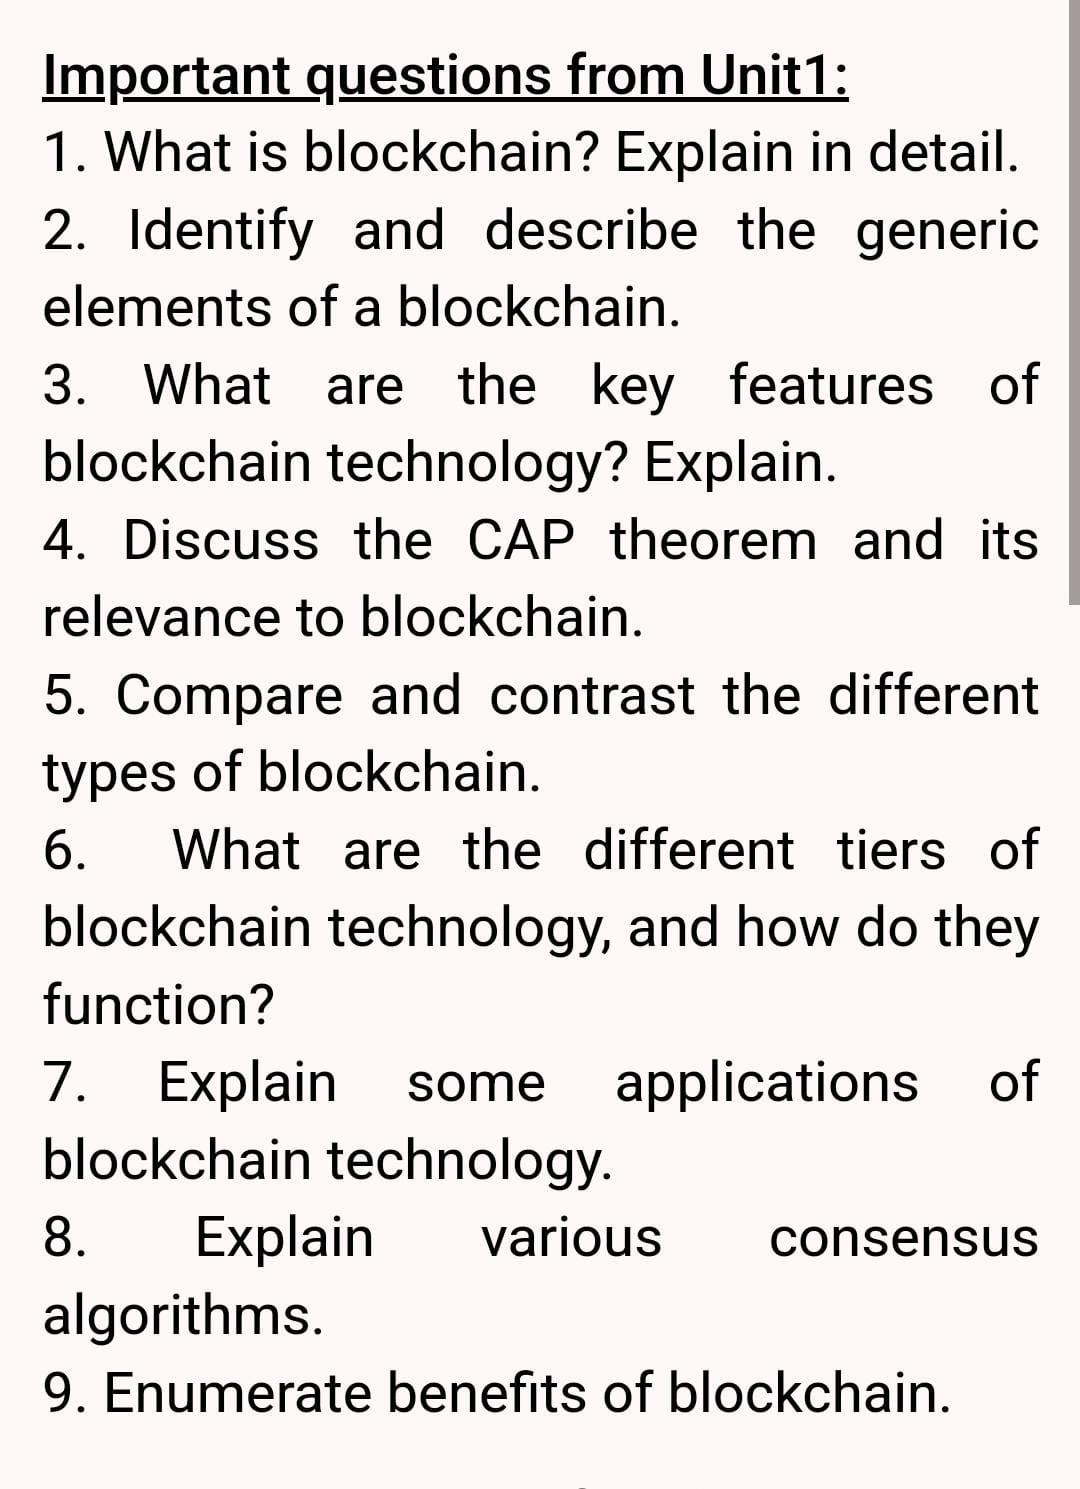 Important questions from Unit1:
1. What is blockchain? Explain in detail.
2. Identify and describe the generic
elements of a blockchain.
3. What are the key features of
blockchain technology? Explain.
4. Discuss the CAP theorem and its
relevance to blockchain.
5. Compare and contrast the different
types of blockchain.
6. What are the different tiers of
blockchain technology, and how do they
function?
7. Explain some applications of
blockchain technology.
8. Explain various consensus
algorithms.
9. Enumerate benefits of blockchain.